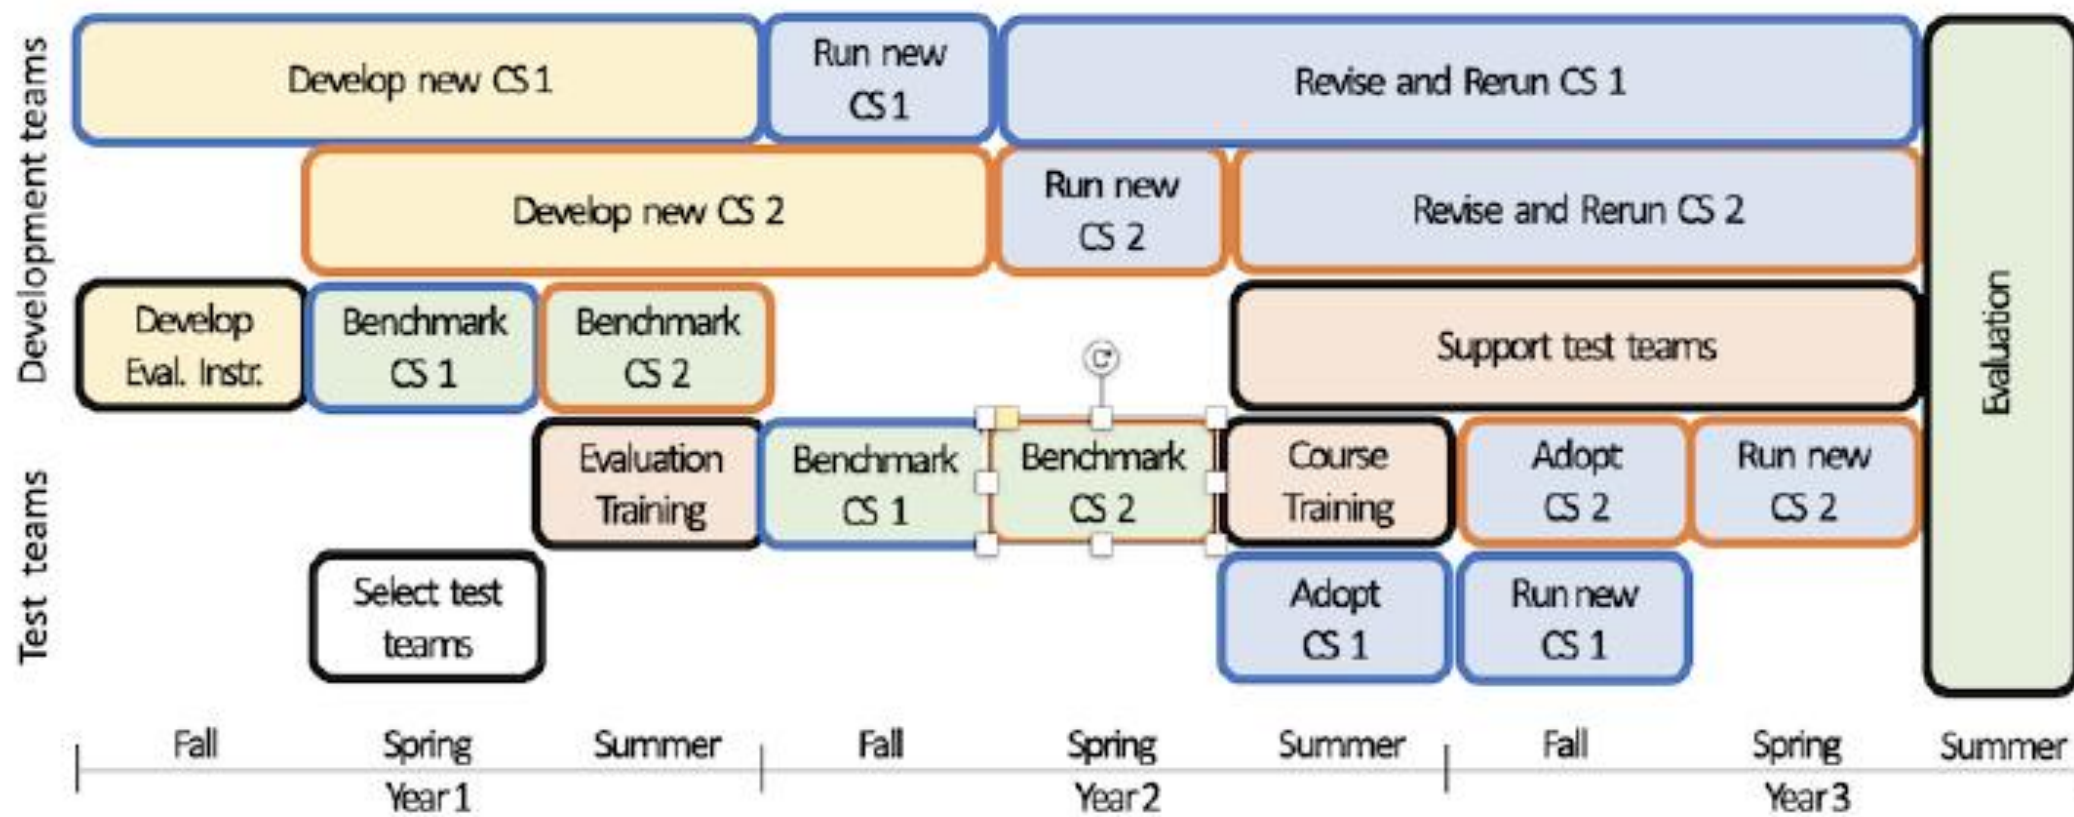 Development teams
Develop new CS 1
Run new
CS 1
Revise and Rerun CS 1
Develop new CS 2
Run new
CS 2
Revise and Rerun CS 2
Develop
Eval. Instr.
Benchmark
CS 1
Benchmark
CS 2
Support test teams
Evaluation
Test teams
Evaluation
Training
Benchmark
CS 1
Benchmark
CS 2
Course
Training
Adopt
CS 2
Run new
CS 2
Select test
teams
Adopt
CS 1
Run new
CS 1
Fall
Spring
Summer
Fall
Spring
Summer
Fall
Spring
Summer
Year 1
Year 2
Year 3